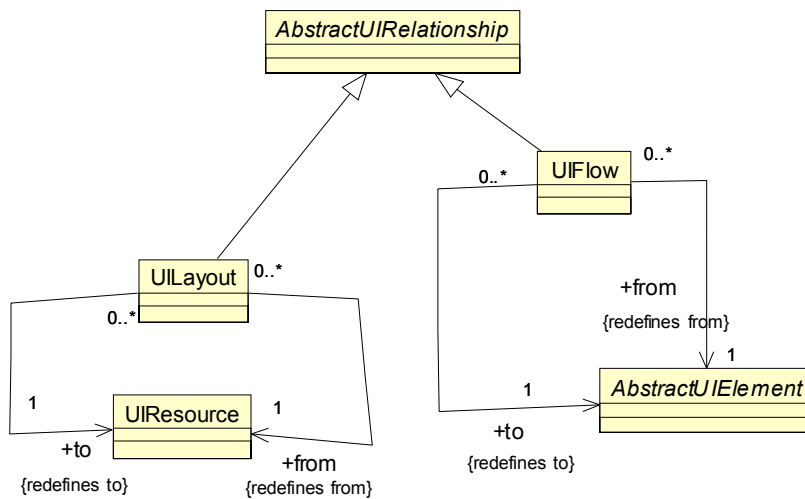 AbstractUIRelationship
0..*
UIFlow
0..*
UILayout
0..*
0..*
+from
{redefines from}
1
1
AbstractUIElement
+to
{redefines to}
1
UIResource
1
+to
{redefines to}
+from
{redefines from}